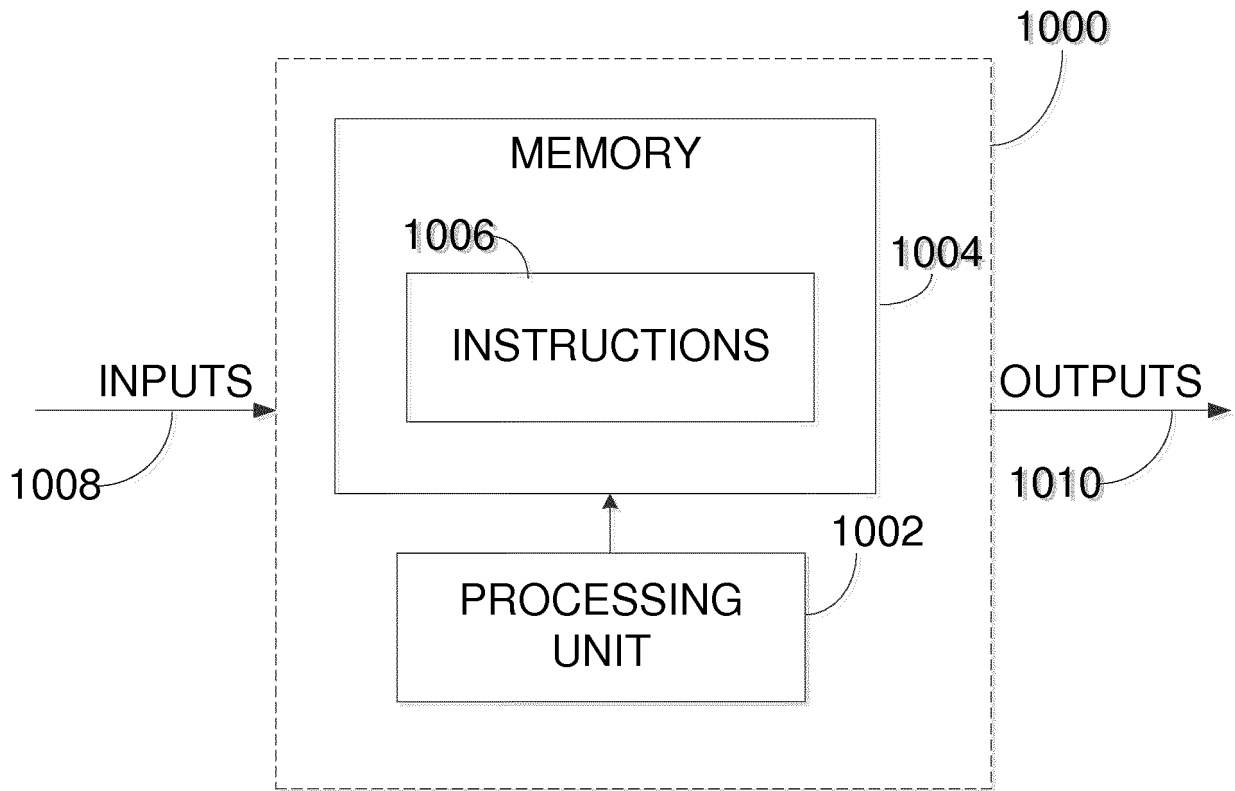 1000
MEMORY
1006
1004
INSTRUCTIONS
INPUTS
OUTPUTS
1008
1010
1002
PROCESSING
UNIT